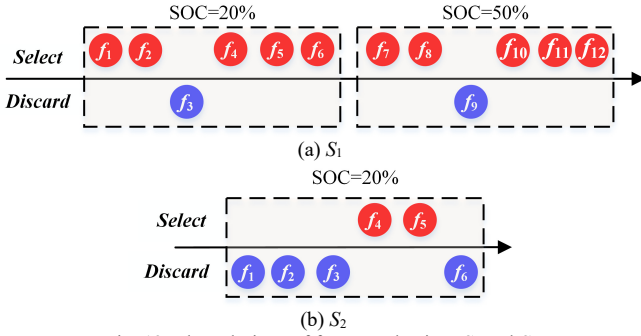 SOC=20% SOC=50%
Select f1 f2 f4 f5 f6 f7 f8 f10 f11 f12
Discard f3 f9
(a) S1
SOC=20%
Select f4 f5
Discard f1 f2 f3 f6
(b) S2